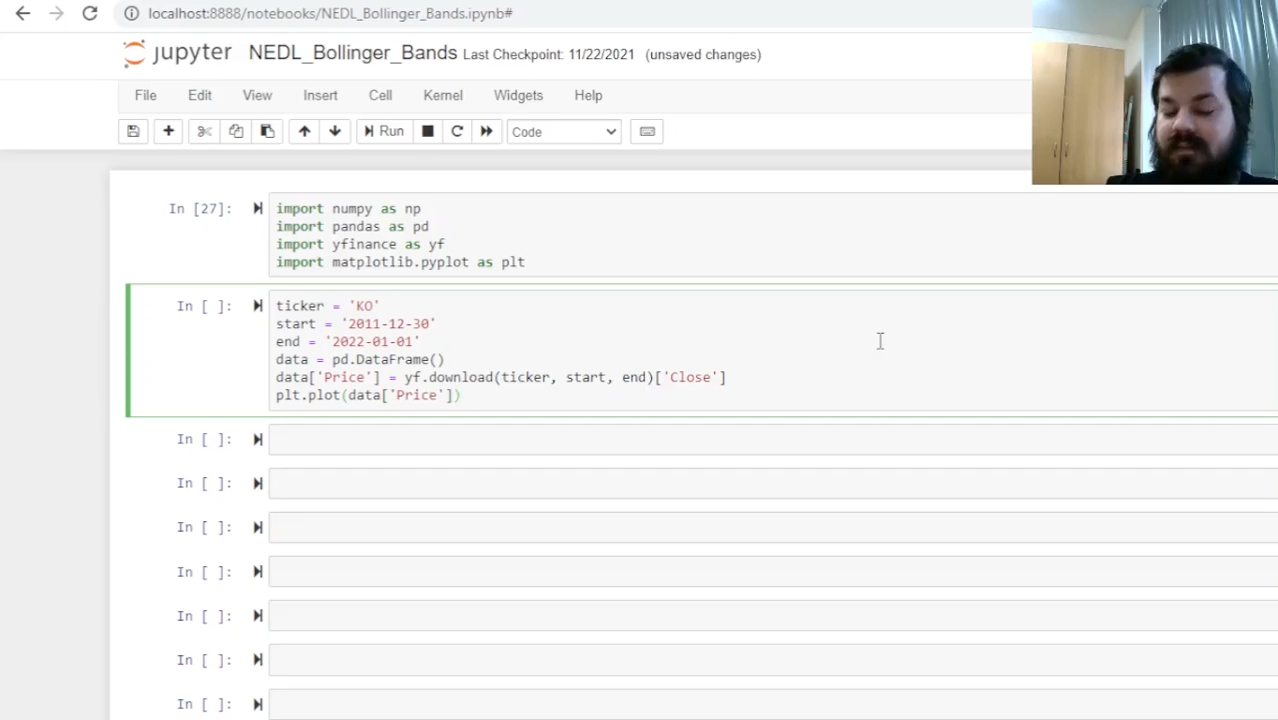 localhost:8888/notebooks/NEDL_Bollinger_Bands.ipynb#
jupyter NEDL_Bollinger_Bands Last Checkpoint: 11/22/2021 (unsaved changes)
File Edit View Insert Cell Kernel Widgets Help
Run Code
In [27]: import numpy as np
import pandas as pd
import yfinance as yf
import matplotlib.pyplot as plt
In [ ]: ticker = 'KO'
start = '2011-12-30'
end = '2022-01-01'
data = pd.DataFrame()
data['Price'] = yf.download(ticker, start, end)['Close']
plt.plot(data['Price'])
In [ ]:
In [ ]:
In [ ]:
In [ ]:
In [ ]:
In [ ]:
In [ ]: